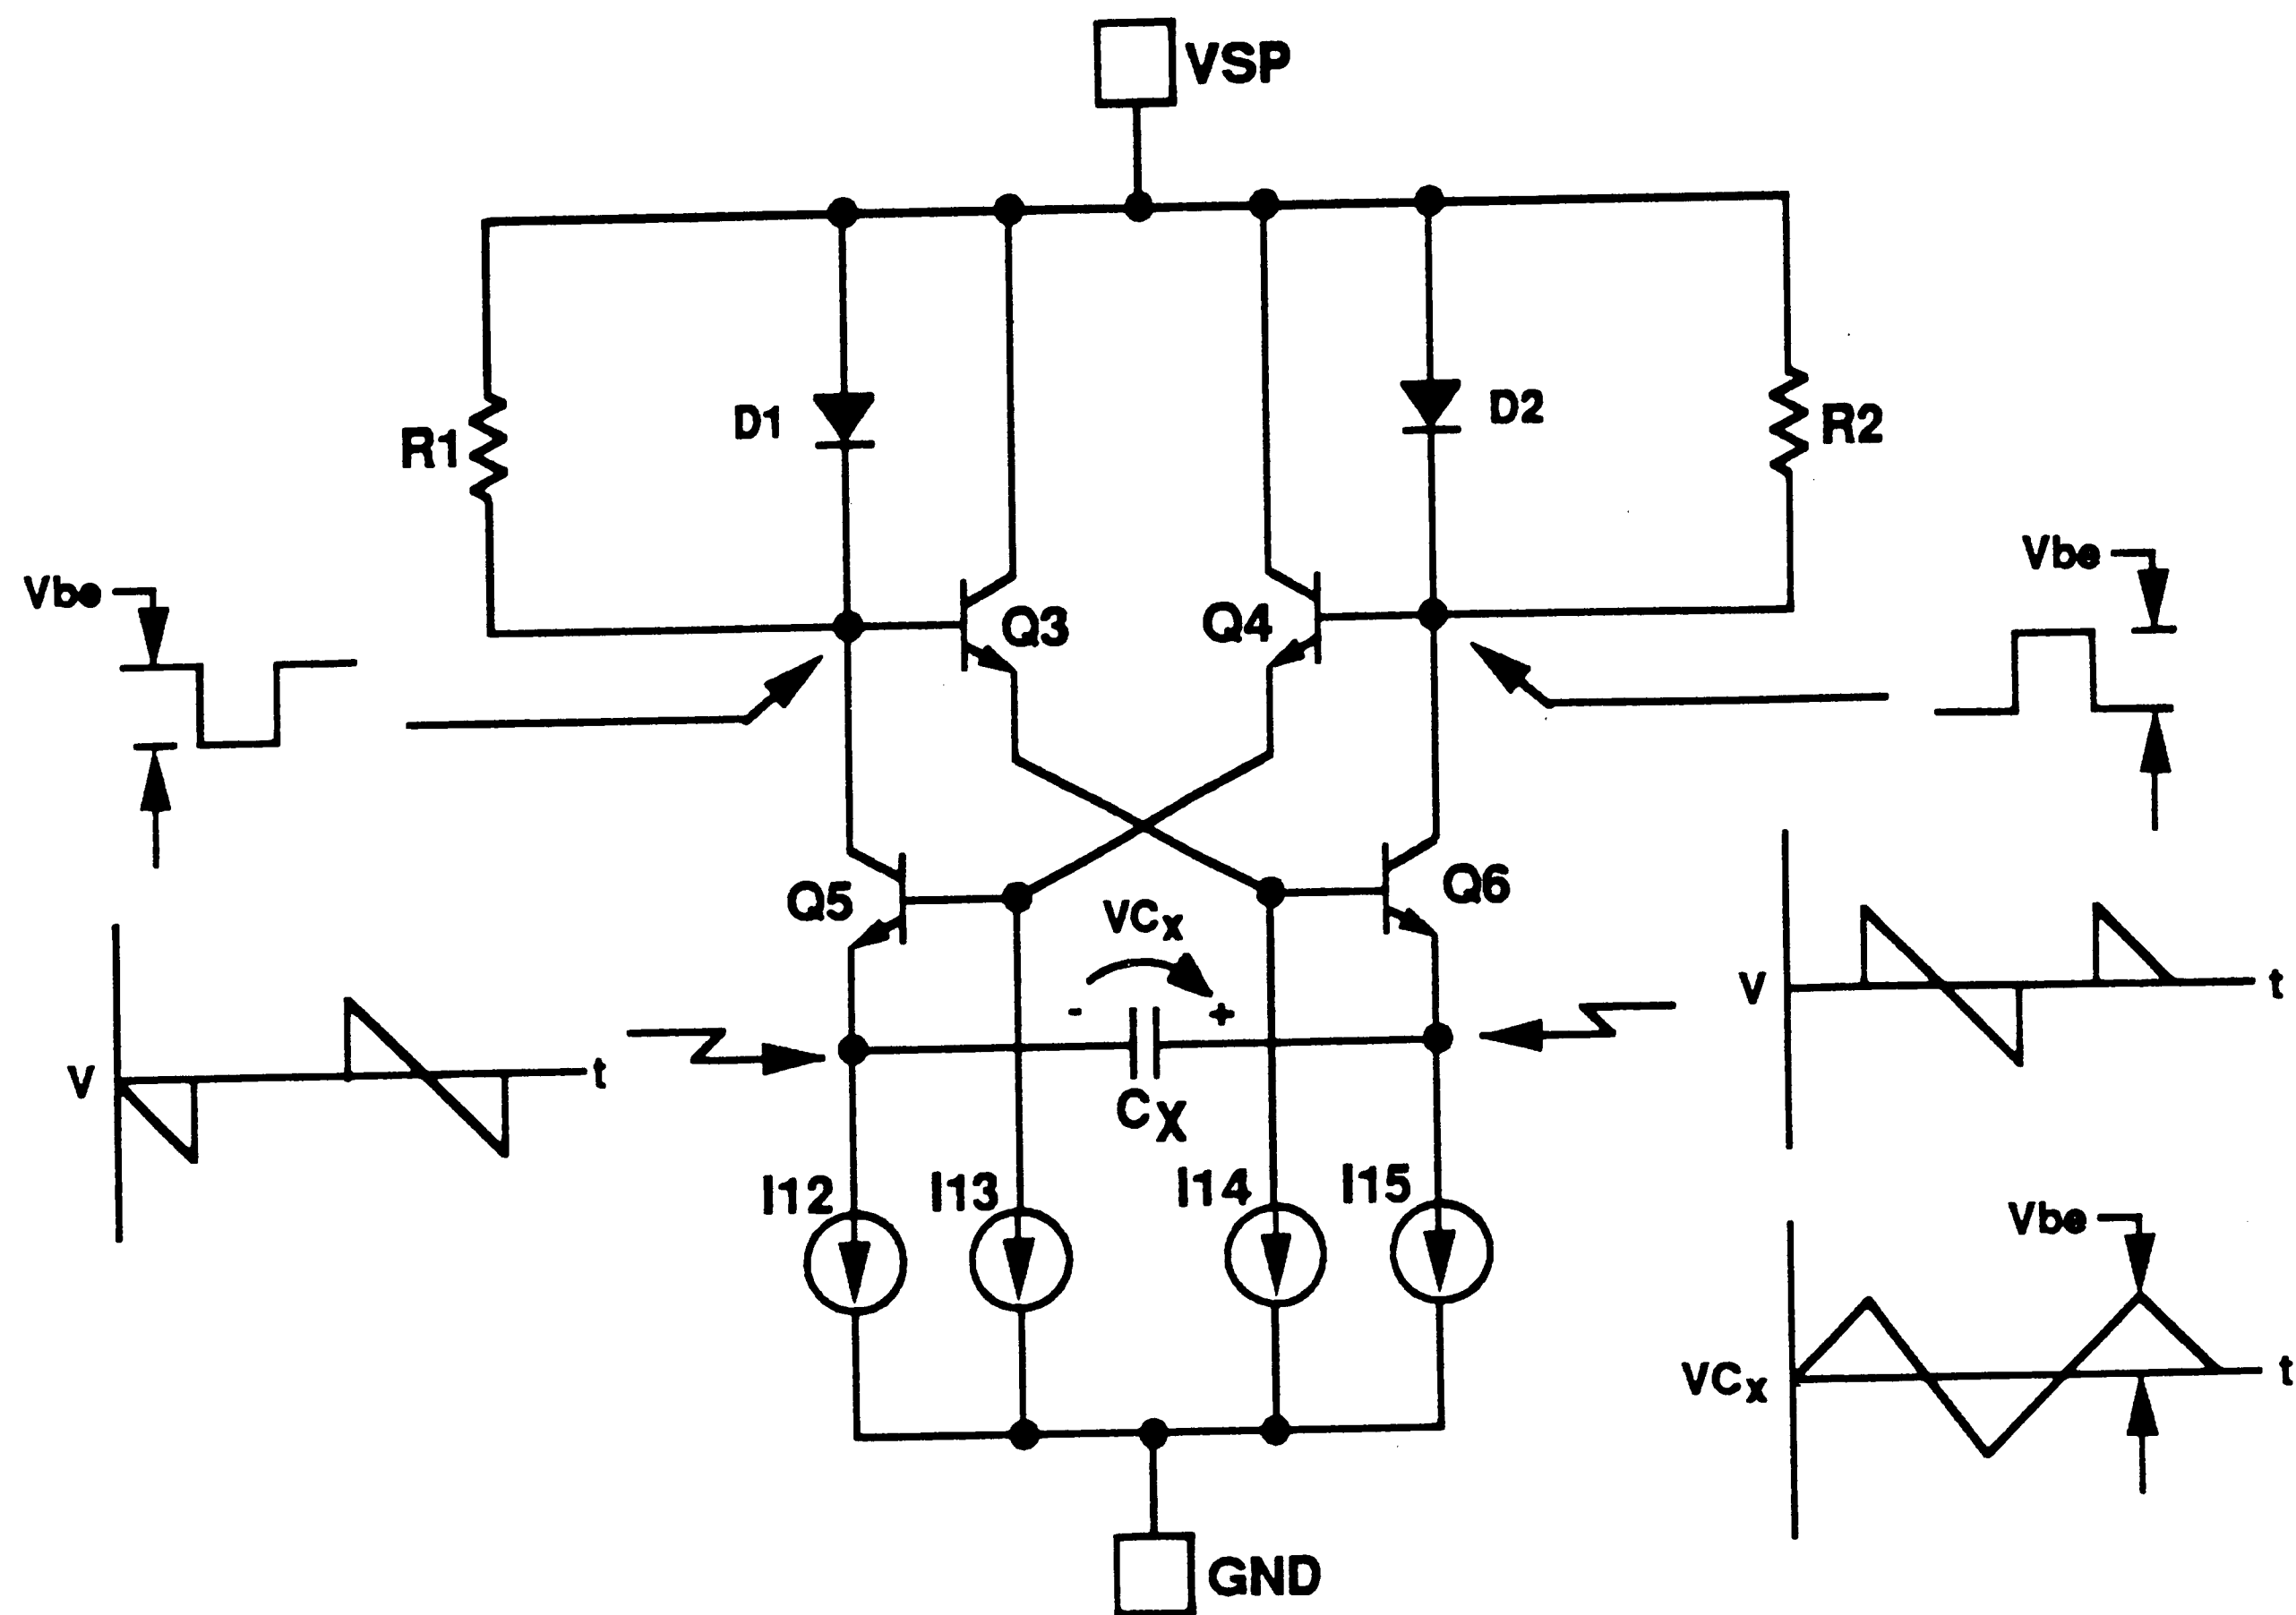 VSP
R1
D1
D2
R2
Vbe
Q3
Q4
Vbe
Q5
VCx
Q6
- +
V
t
CX
V
t
I12
I13
I14
I15
Vbe
VCx
t
GND